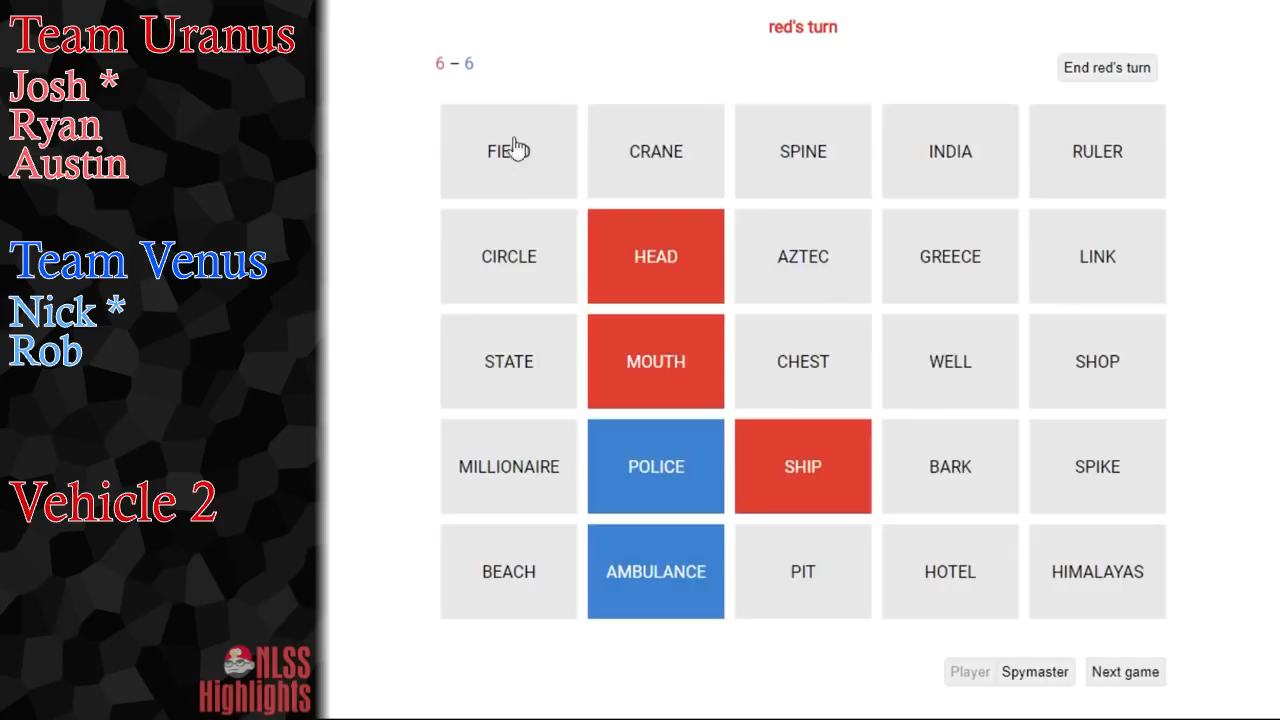 Team Uranus
Josh *
Ryan
Austin
Team Venus
Nick *
Rob
Vehicle 2
NLSS
Highlights
red's turn
6 – 6
End red's turn
CRANE SPINE INDIA RULER
CIRCLE HEAD AZTEC GREECE LINK
STATE MOUTH CHEST WELL SHOP
MILLIONAIRE POLICE SHIP BARK SPIKE
BEACH AMBULANCE PIT HOTEL HIMALAYAS
Player Spymaster Next game